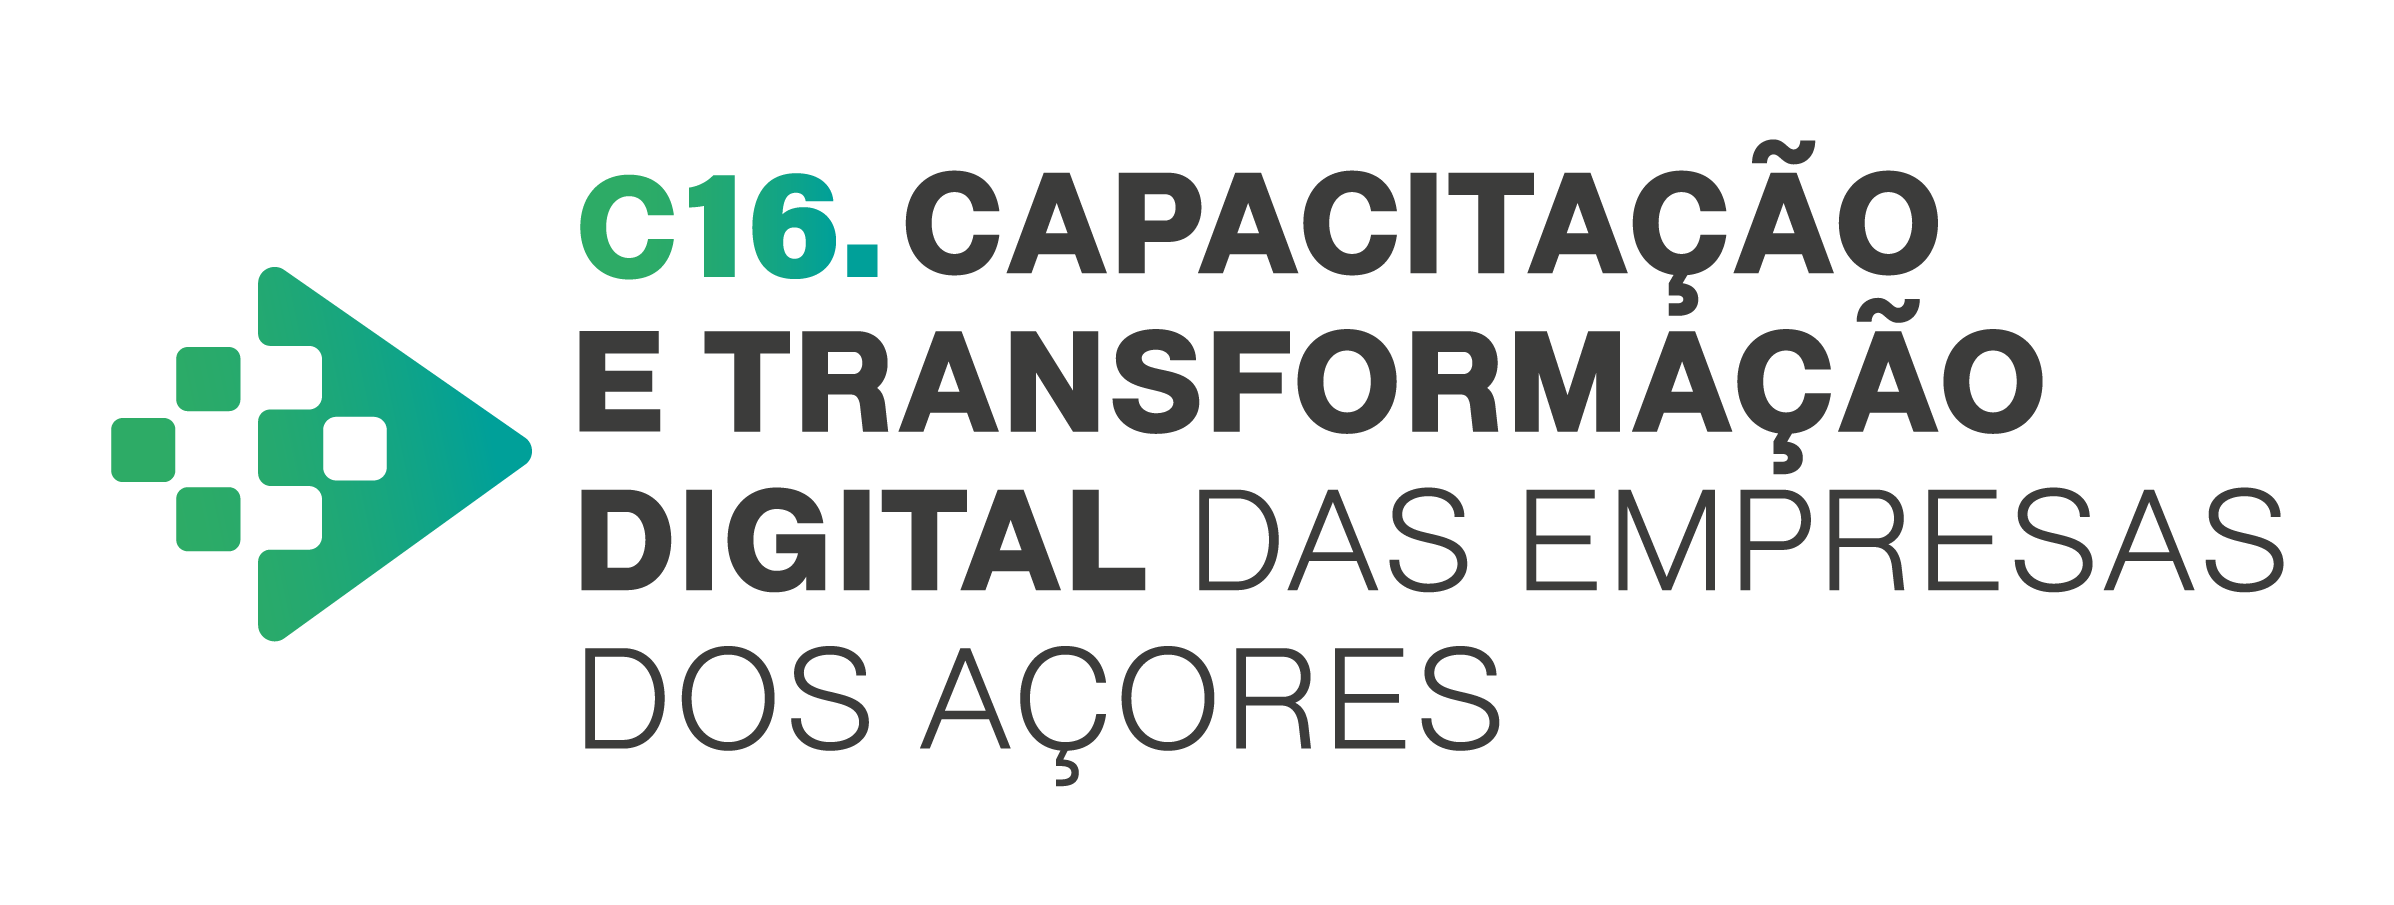 C16. CAPACITAÇÃO
E TRANSFORMAÇÃO
DIGITAL DAS EMPRESAS
DOS AÇORES